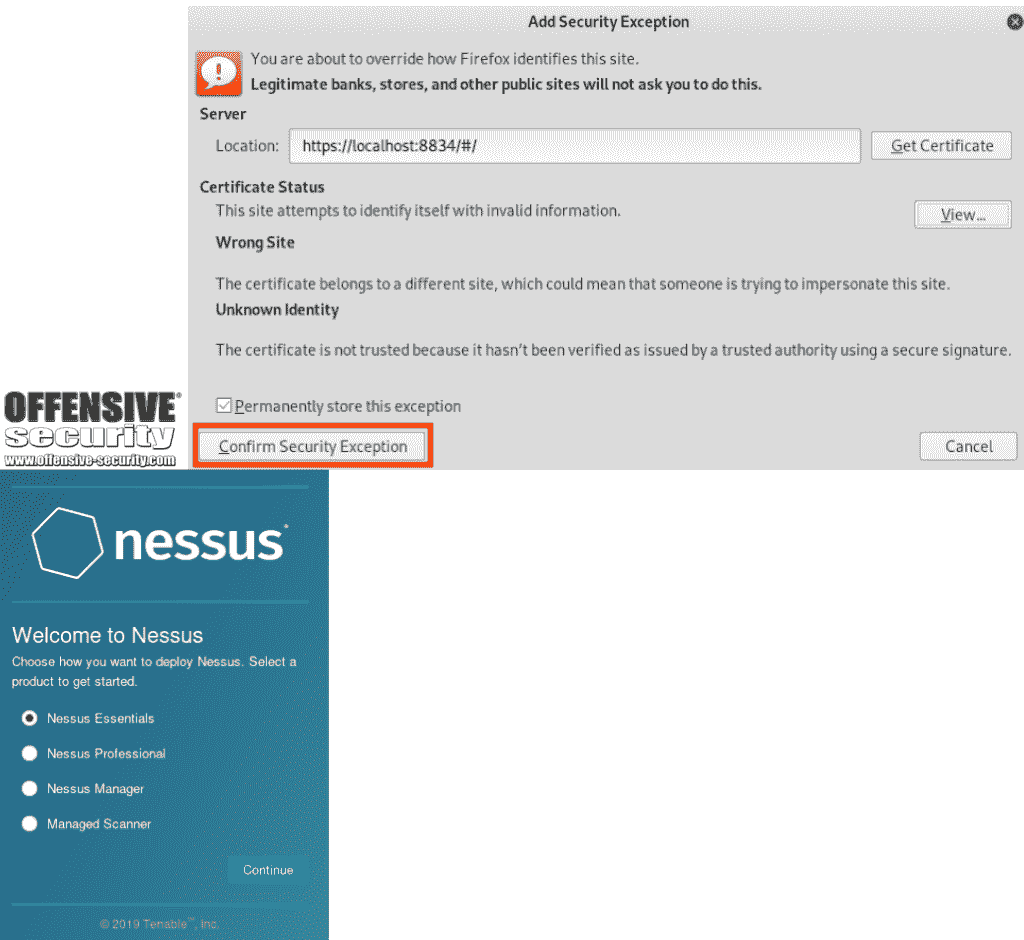 Add Security Exception
You are about to override how Firefox identifies this site.
Legitimate banks, stores, and other public sites will not ask you to do this.
Server
Location: https://localhost:8834/#/ Get Certificate
Certificate Status
This site attempts to identify itself with invalid information.
View...
Wrong Site
The certificate belongs to a different site, which could mean that someone is trying to impersonate this site.
Unknown Identity
The certificate is not trusted because it hasn't been verified as issued by a trusted authority using a secure signature.
Permanently store this exception
Confirm Security Exception Cancel
OFFENSIVE®
security
www.offensive-security.com
nessus®
Welcome to Nessus
Choose how you want to deploy Nessus. Select a
product to get started.
Nessus Essentials
Nessus Professional
Nessus Manager
Managed Scanner
Continue
© 2019 Tenable™, Inc.